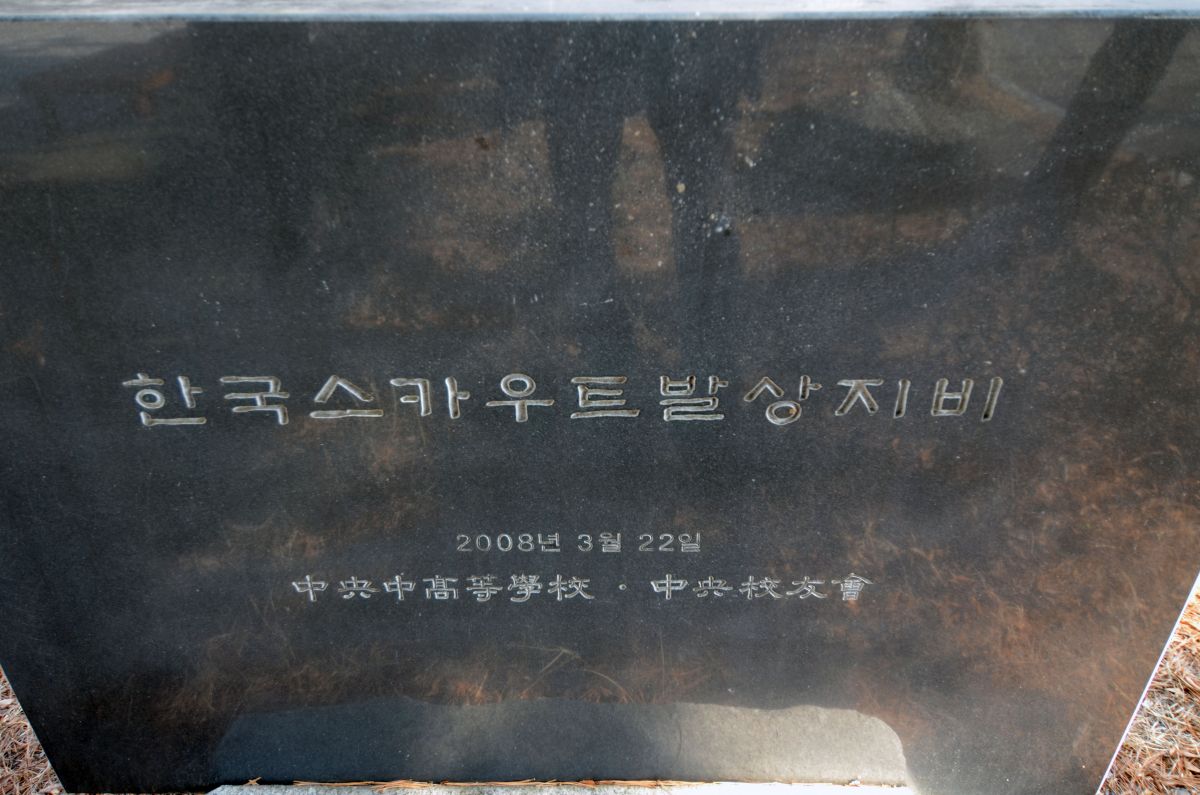 한국스카우트발상지비
2008년 3월 22일
中央中高等學校 · 中央校友會